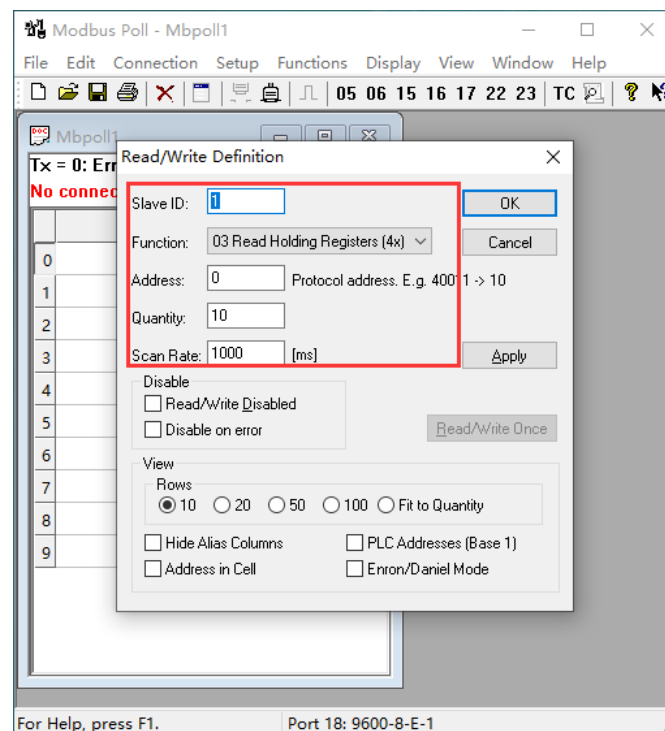 Modbus Poll - Mbpoll1
File Edit Connection Setup Functions Display View Window Help
05 06 15 16 17 22 23 TC
Mbpoll1
Tx = 0: Err
No connec
Read/Write Definition
Slave ID: 1
OK
Function: 03 Read Holding Registers (4x)
Cancel
Address: 0 Protocol address. E.g. 40011 -> 10
Quantity: 10
Scan Rate: 1000 [ms]
Apply
Disable
Read/Write Disabled
Disable on error
Read/Write Once
View
Rows
10 20 50 100 Fit to Quantity
Hide Alias Columns PLC Addresses (Base 1)
Address in Cell Enron/Daniel Mode
0
1
2
3
4
5
6
7
8
9
For Help, press F1. Port 18: 9600-8-E-1